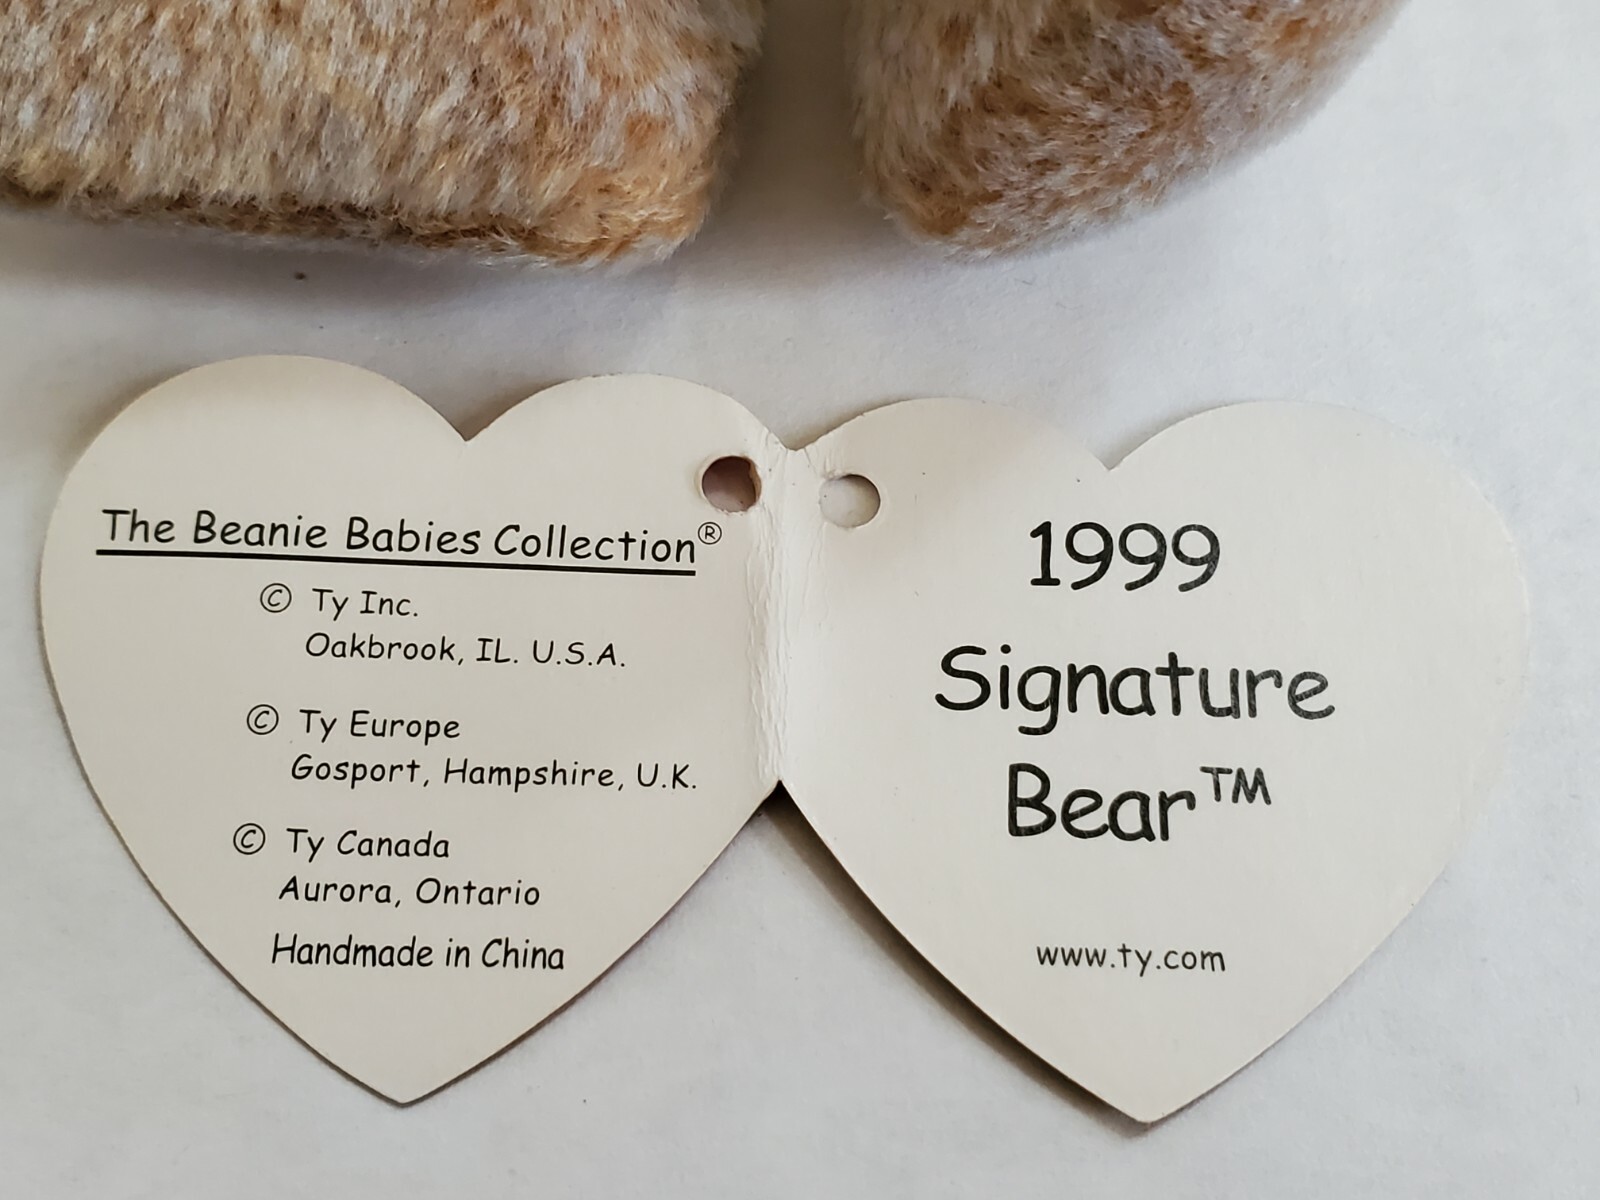 The Beanie Babies Collection®
© Ty Inc.
Oakbrook, IL. U.S.A.
© Ty Europe
Gosport, Hampshire, U.K.
© Ty Canada
Aurora, Ontario
Handmade in China
1999
Signature
Bear™
www.ty.com